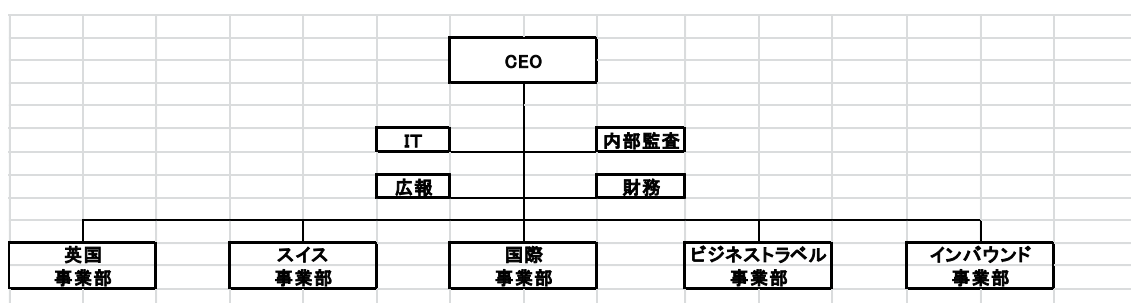 CEO
IT
内部監査
広報
財務
英国
事業部
スイス
事業部
国際
事業部
ビジネストラベル
事業部
インバウンド
事業部